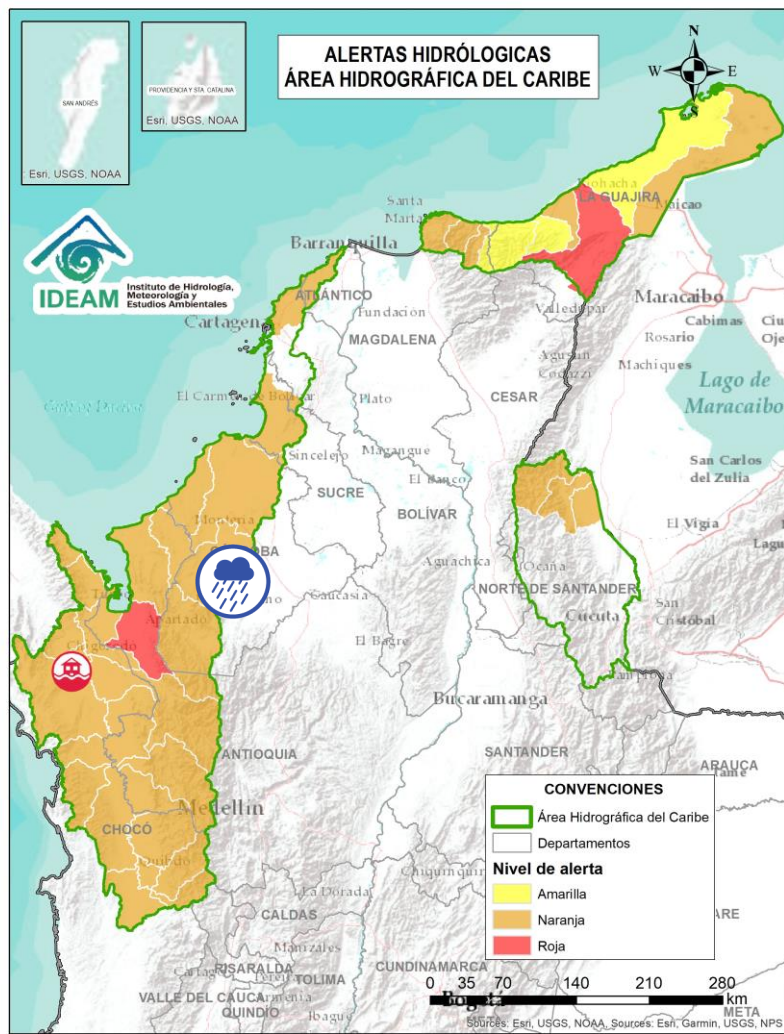 ALERTAS HIDRÓLOGICAS
ÁREA HIDROGRÁFICA DEL CARIBE
N
W
E
S
SAN ANDRÉS
Esri, USGS, NOAA
PROVIDENCIA Y STA. CATALINA
Esri, USGS, NOAA
IDEAM
Instituto de Hidrología,
Meteorología y
Estudios Ambientales
LA GUAJIRA
Maicao
Santa
Marta
Barranquilla
ATLÁNTICO
Cartagen
Fundación
MAGDALENA
Valledupar
Maracaibo
Cabimas
Rosario
Machiques
Agustín
Codazzi
Lago de
Maracaibo
CESAR
El Carmen de Bolívar
Plato
Sincelejo
Magangue
SUCRE
El Banco
BOLÍVAR
San Carlos
del Zulia
El Vigía
Montería
Aguachica
Ocaña
NORTE DE SANTANDER
Caucasia
Cúcuta
San
Cristóbal
Apartado
El Bagre
Pamplona
Bucaramanga
ANTIOQUIA
SANTANDER
ARAUCA
Medellín
CHOCÓ
Quibdó
La Dorada
CALDAS
Manizales
RISARALDA
TOLIMA
CUNDINAMARCA
VALLE DEL CAUCA
Armenia
QUINDÍO
Ibagué
Bogotá
META
CONVENCIONES
Área Hidrográfica del Caribe
Departamentos
Nivel de alerta
Amarilla
Naranja
Roja
0 35 70 140 210 280
km
Sources: Esri, USGS, NOAA, Sources: Esri, Garmin, USGS, NPS